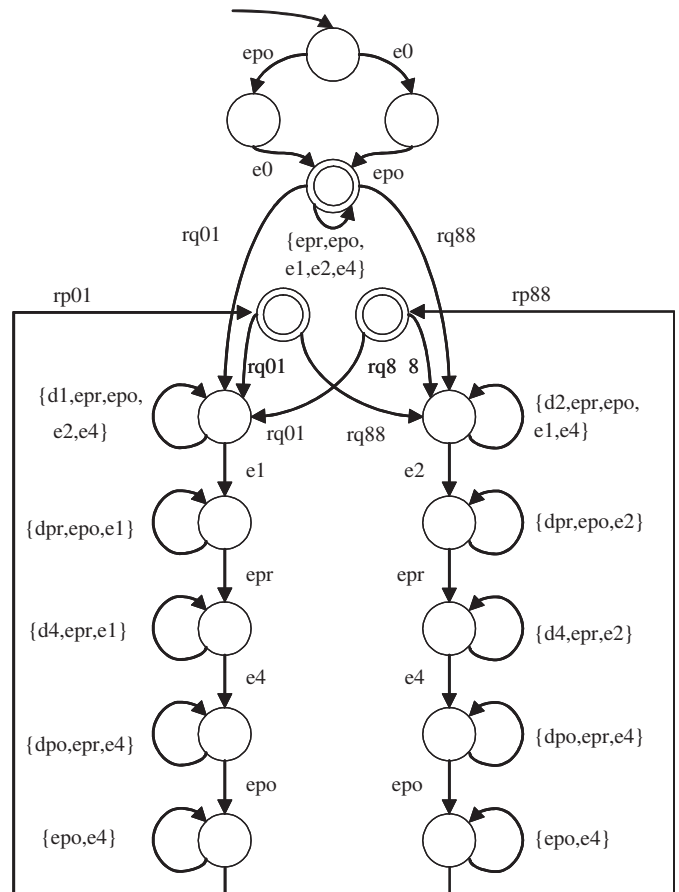 epo
e0
e0
epo
rq01
rq88
{epr,epo,
e1,e2,e4}
rp01
rp88
rq01
rq8 8
{d1,epr,epo,
e2,e4}
{d2,epr,epo,
e1,e4}
rq01
rq88
e1
e2
{dpr,epo,e1}
{dpr,epo,e2}
epr
epr
{d4,epr,e1}
{d4,epr,e2}
e4
e4
{dpo,epr,e4}
{dpo,epr,e4}
epo
epo
{epo,e4}
{epo,e4}